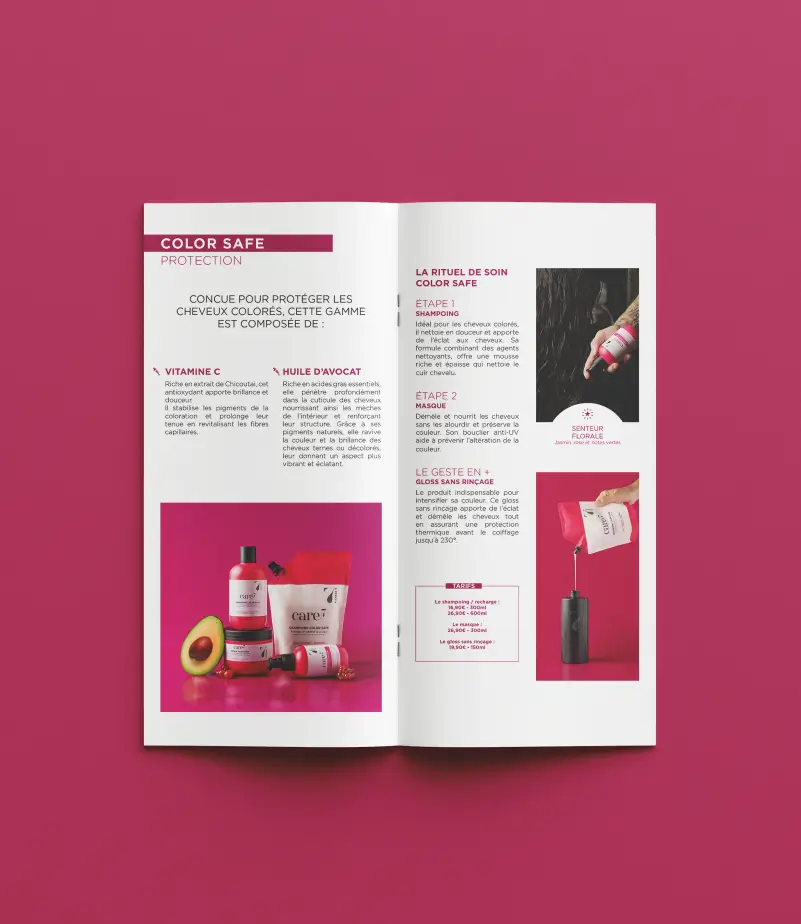 COLOR SAFE
PROTECTION
CONCUE POUR PROTÉGER LES
CHEVEUX COLORÉS, CETTE GAMME
EST COMPOSÉE DE :
VITAMINE C
Riche en extrait de Chicoutai, cet
antioxydant apporte brillance et
douceur
Il stabilise les pigments de la
coloration et prolonge leur
tenue en revitalisant les fibres
capillaires.
HUILE D'AVOCAT
Riche en acides gras essentiels,
elle pénètre profondément
dans la cuticule des cheveux
nourrissant ainsi les mèches
de l'intérieur et renforçant
leur structure. Grâce à ses
pigments naturels, elle ravive
la couleur et la brillance des
cheveux ternes ou décolorés,
leur donnant un aspect plus
vibrant et éclatant.
care7
SHAMPOING COLOR SAFE
care7
care7
care7
LA RITUEL DE SOIN
COLOR SAFE
ÉTAPE 1
SHAMPOING
Idéal pour les cheveux colorés,
il nettoie en douceur et apporte
de l'éclat aux cheveux. Sa
formule combinant des agents
nettoyants, offre une mousse
riche et épaisse qui nettoie le
cuir chevelu.
ÉTAPE 2
MASQUE
Démêle et nourrit les cheveux
sans les alourdir et préserve la
couleur. Son bouclier anti-UV
aide à prévenir l'altération de la
couleur.
LE GESTE EN +
GLOSS SANS RINÇAGE
Le produit indispensable pour
intensifier sa couleur. Ce gloss
sans rinçage apporte de l'éclat
et démêle les cheveux tout
en assurant une protection
thermique avant le coiffage
jusqu'à 230°.
TARIFS
Le shampoing / recharge :
16,90€ - 300ml
26,90€ - 600ml
Le masque :
26,90€ - 300ml
Le gloss sans rinçage :
19,90€ - 150ml
SENTEUR
FLORALE
Jasmin, rose et notes vertes
care7